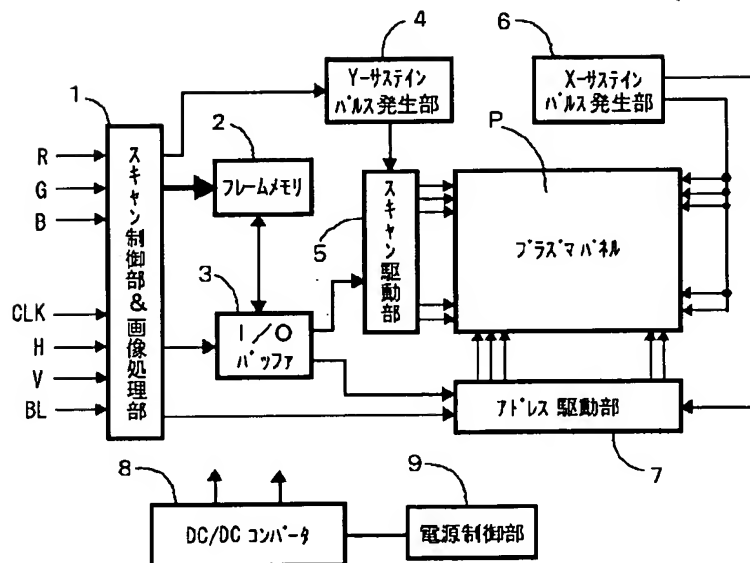 4
6
Y-サステイン
パルス発生部
X-サステイン
パルス発生部
1
2
P
R
G
B
CLK
H
V
BL
スキャン制御部&画像処理部
フレームメモリ
5
スキャン駆動部
プラズマパネル
3
I/O
バッファ
アドレス駆動部
7
8
9
DC/DC コンバータ
電源制御部